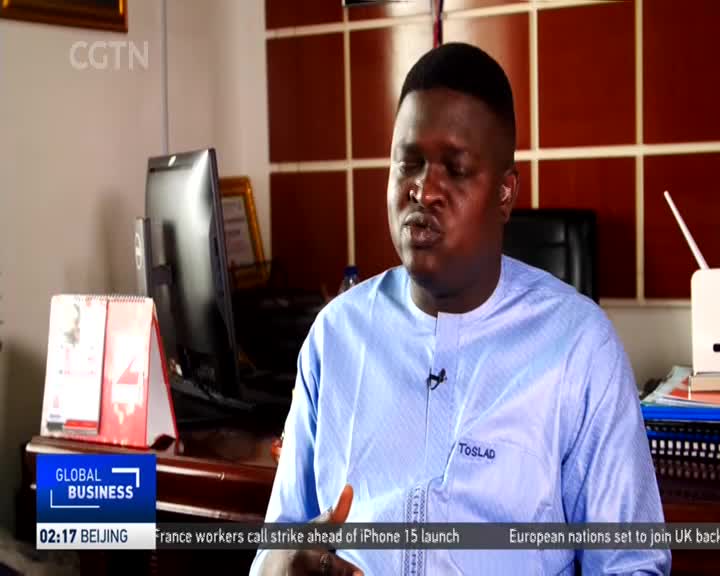 CGTN
TOSLAD
GLOBAL
BUSINESS
02:17 BEIJING
France workers call strike ahead of iPhone 15 launch
European nations set to join UK back